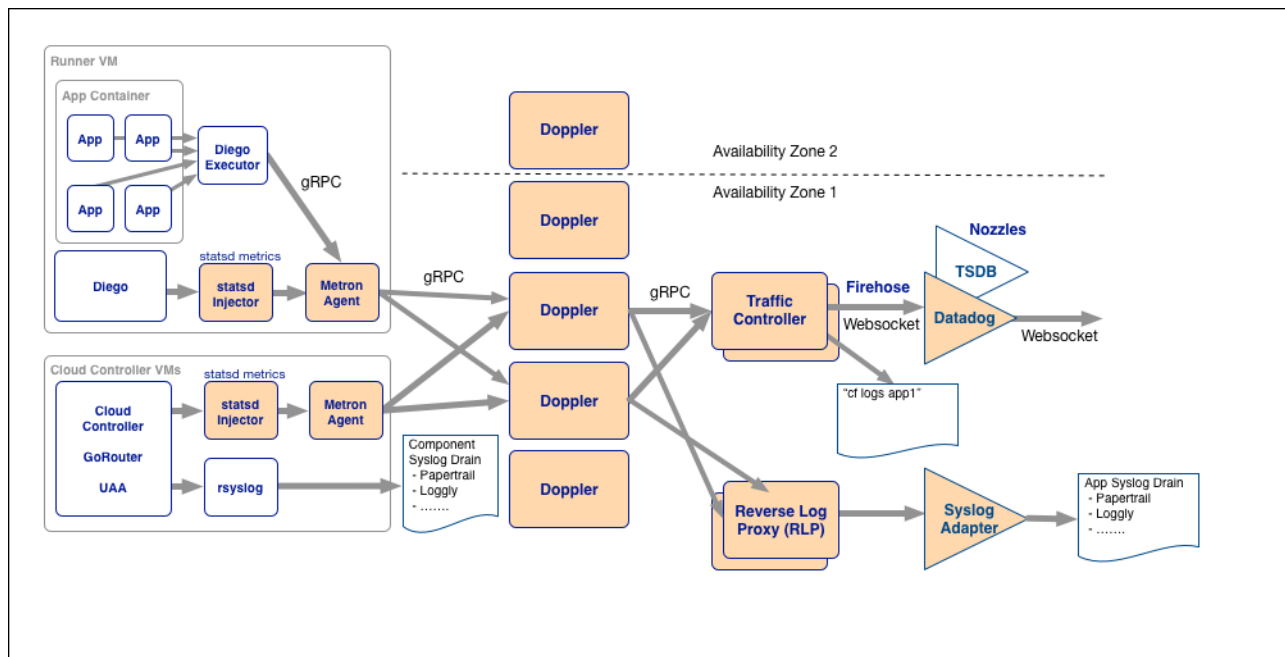 Runner VM
App Container
App
App
App
App
Diego
Executor
gRPC
Diego
statsd metrics
statsd
Injector
Metron
Agent
gRPC
Cloud Controller VMs
Cloud
Controller
GoRouter
UAA
statsd metrics
statsd
Injector
Metron
Agent
rsyslog
Component
Syslog Drain
- Papertrail
- Loggly
- .......
Doppler
Availability Zone 2
Availability Zone 1
Doppler
Doppler
Doppler
Doppler
gRPC
Traffic
Controller
Firehose
Websocket
Nozzles
TSDB
Datadog
Websocket
"cf logs app1"
Reverse Log
Proxy (RLP)
Syslog
Adapter
App Syslog Drain
- Papertrail
- Loggly
- .......